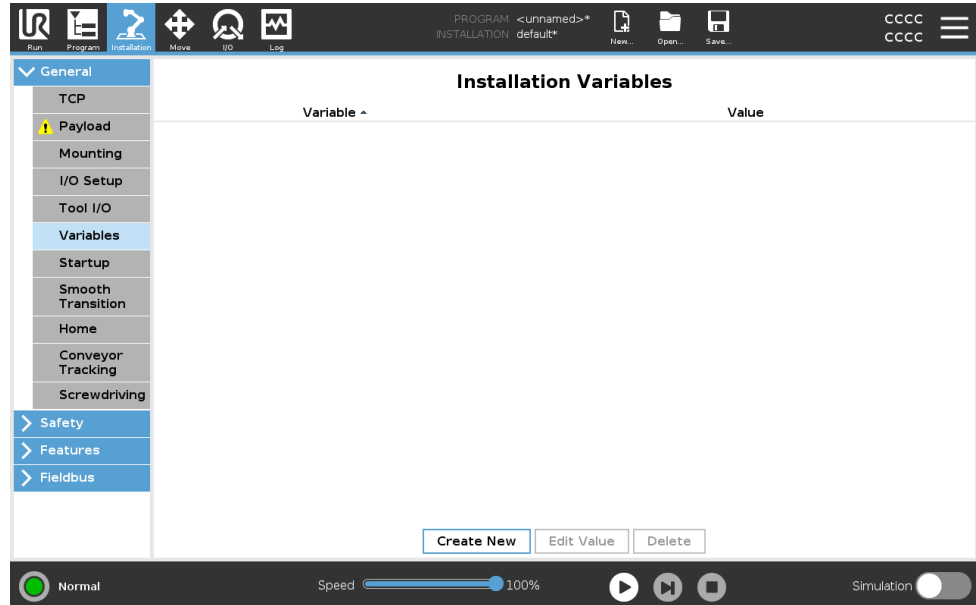 PROGRAM <unnamed>*
INSTALLATION default*
CCCC
CCCC
Run
Program
Installation
Move
I/O
Log
New...
Open...
Save...
General
TCP
Payload
Mounting
I/O Setup
Tool I/O
Variables
Startup
Smooth
Transition
Home
Conveyor
Tracking
Screwdriving
Safety
Features
Fieldbus
Installation Variables
Variable
Value
Create New
Edit Value
Delete
Normal
Speed
100%
Simulation